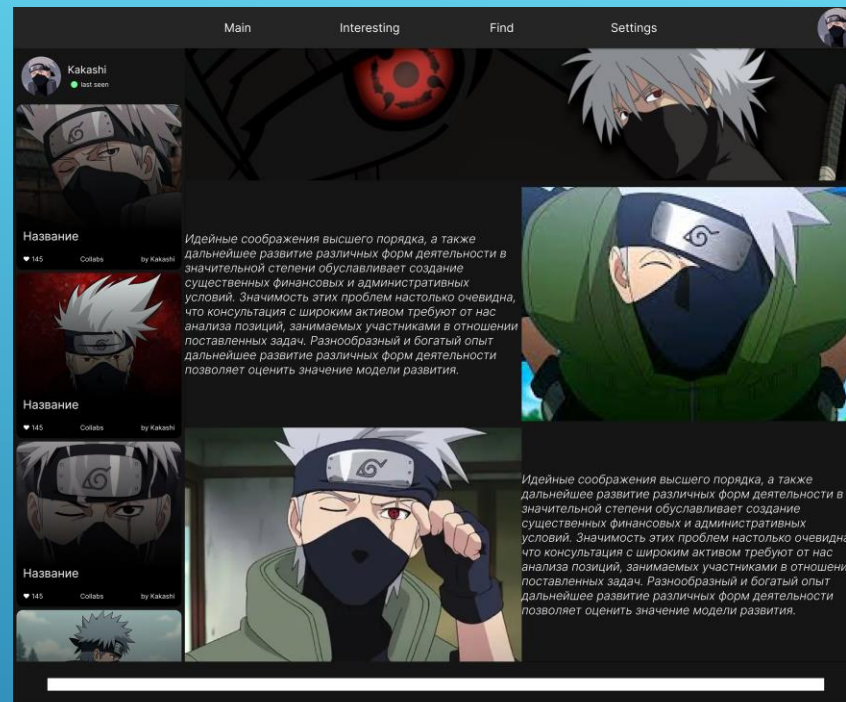 Main Interesting Find Settings
Kakashi
last seen
Название
♥ 145 Collabs by Kakashi
Название
♥ 145 Collabs by Kakashi
Название
♥ 145 Collabs by Kakashi
Идейные соображения высшего порядка, а также
дальнейшее развитие различных форм деятельности в
значительной степени обуславливает создание
существенных финансовых и административных
условий. Значимость этих проблем настолько очевидна,
что консультация с широким активом требуют от нас
анализа позиций, занимаемых участниками в отношении
поставленных задач. Разнообразный и богатый опыт
дальнейшее развитие различных форм деятельности
позволяет оценить значение модели развития.
Идейные соображения высшего порядка, а также
дальнейшее развитие различных форм деятельности в
значительной степени обуславливает создание
существенных финансовых и административных
условий. Значимость этих проблем настолько очевидна
что консультация с широким активом требуют от нас
анализа позиций, занимаемых участниками в отношени
поставленных задач. Разнообразный и богатый опыт
дальнейшее развитие различных форм деятельности
позволяет оценить значение модели развития.